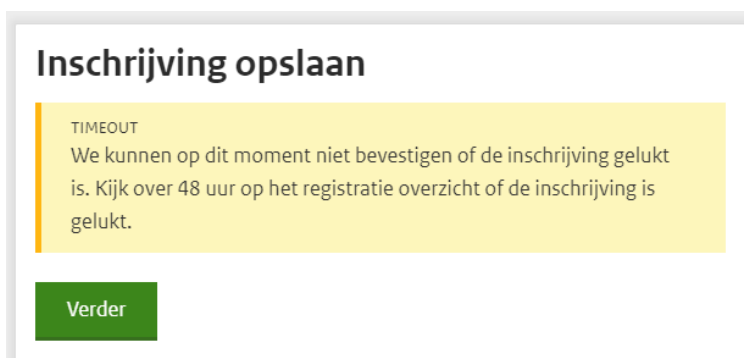 Inschrijving opslaan
TIMEOUT
We kunnen op dit moment niet bevestigen of de inschrijving gelukt
is. Kijk over 48 uur op het registratie overzicht of de inschrijving is
gelukt.
Verder